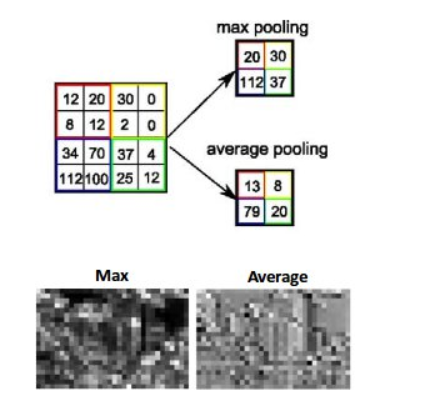 max pooling
20 30
112 37
12 20 30 0
8 12 2 0
34 70 37 4
112 100 25 12
average pooling
13 8
79 20
Max Average